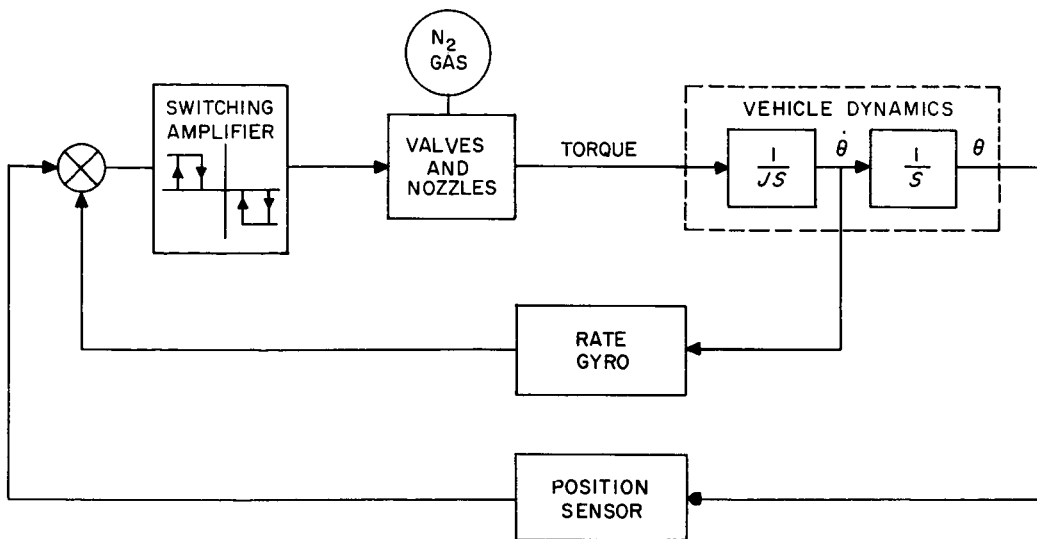 N₂
GAS
SWITCHING
AMPLIFIER
VALVES
AND
NOZZLES
TORQUE
VEHICLE DYNAMICS
1
JS
θ̇
1
S
θ
RATE
GYRO
POSITION
SENSOR